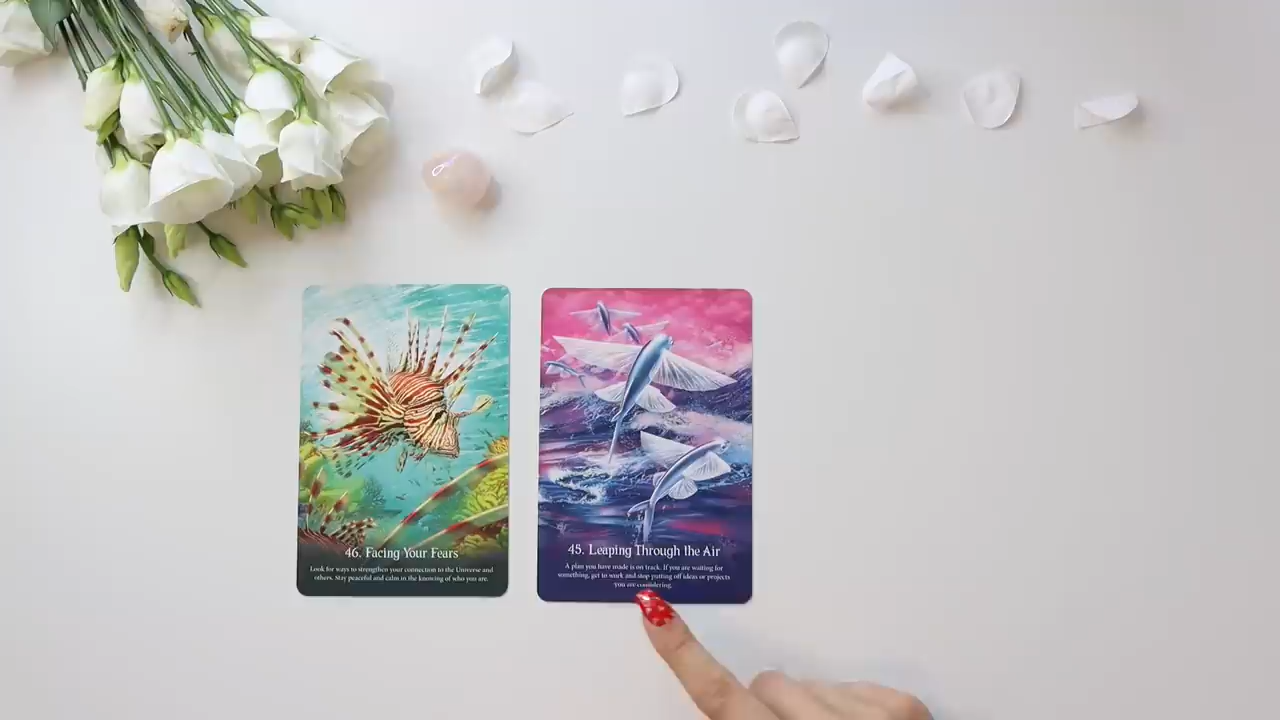 46. Facing Your Fears
Look for ways to strengthen your connection to the Universe and
others. Stay peaceful and calm in the knowing of who you are.
45. Leaping Through the Air
A plan you have made is on track. If you are waiting for
something, get to work and stop putting off ideas or projects
you are considering.